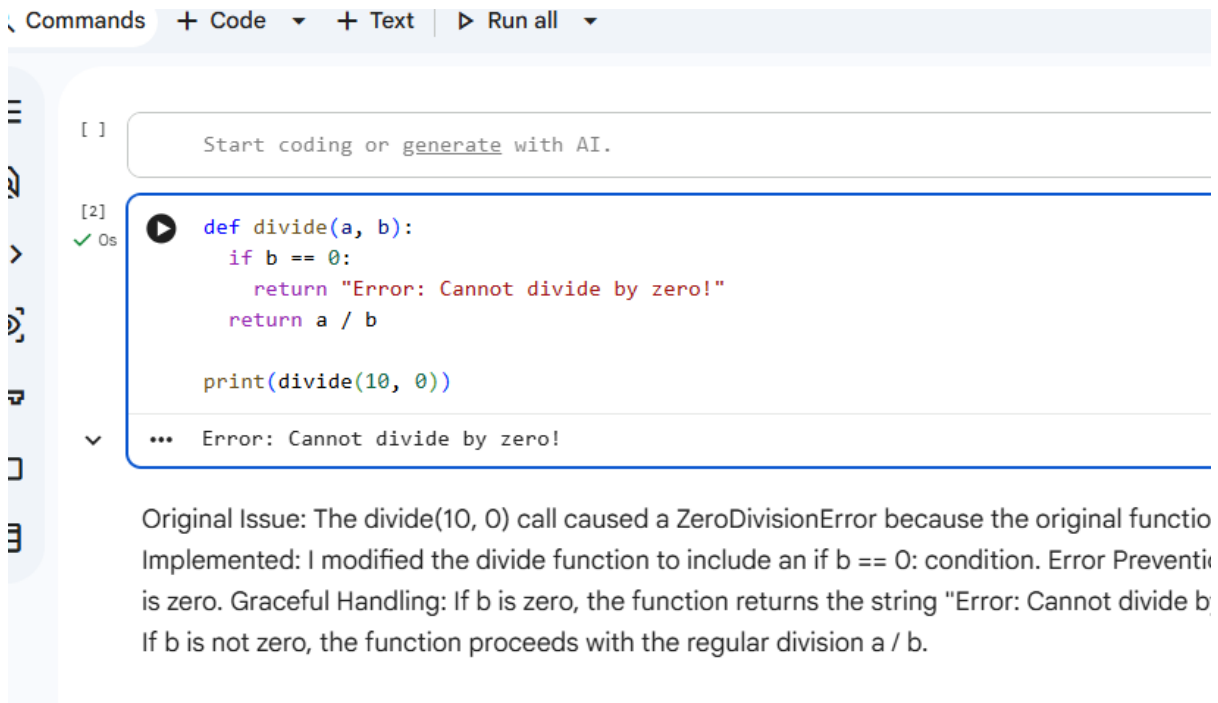 Commands + Code + Text Run all
[ ]
Start coding or generate with AI.
[2]
0s
def divide(a, b):
if b == 0:
return "Error: Cannot divide by zero!"
return a / b
print(divide(10, 0))
Error: Cannot divide by zero!
Original Issue: The divide(10, 0) call caused a ZeroDivisionError because the original
Implemented: I modified the divide function to include an if b == 0: condition. Error
is zero. Graceful Handling: If b is zero, the function returns the string "Error: Cannot divide
If b is not zero, the function proceeds with the regular division a / b.